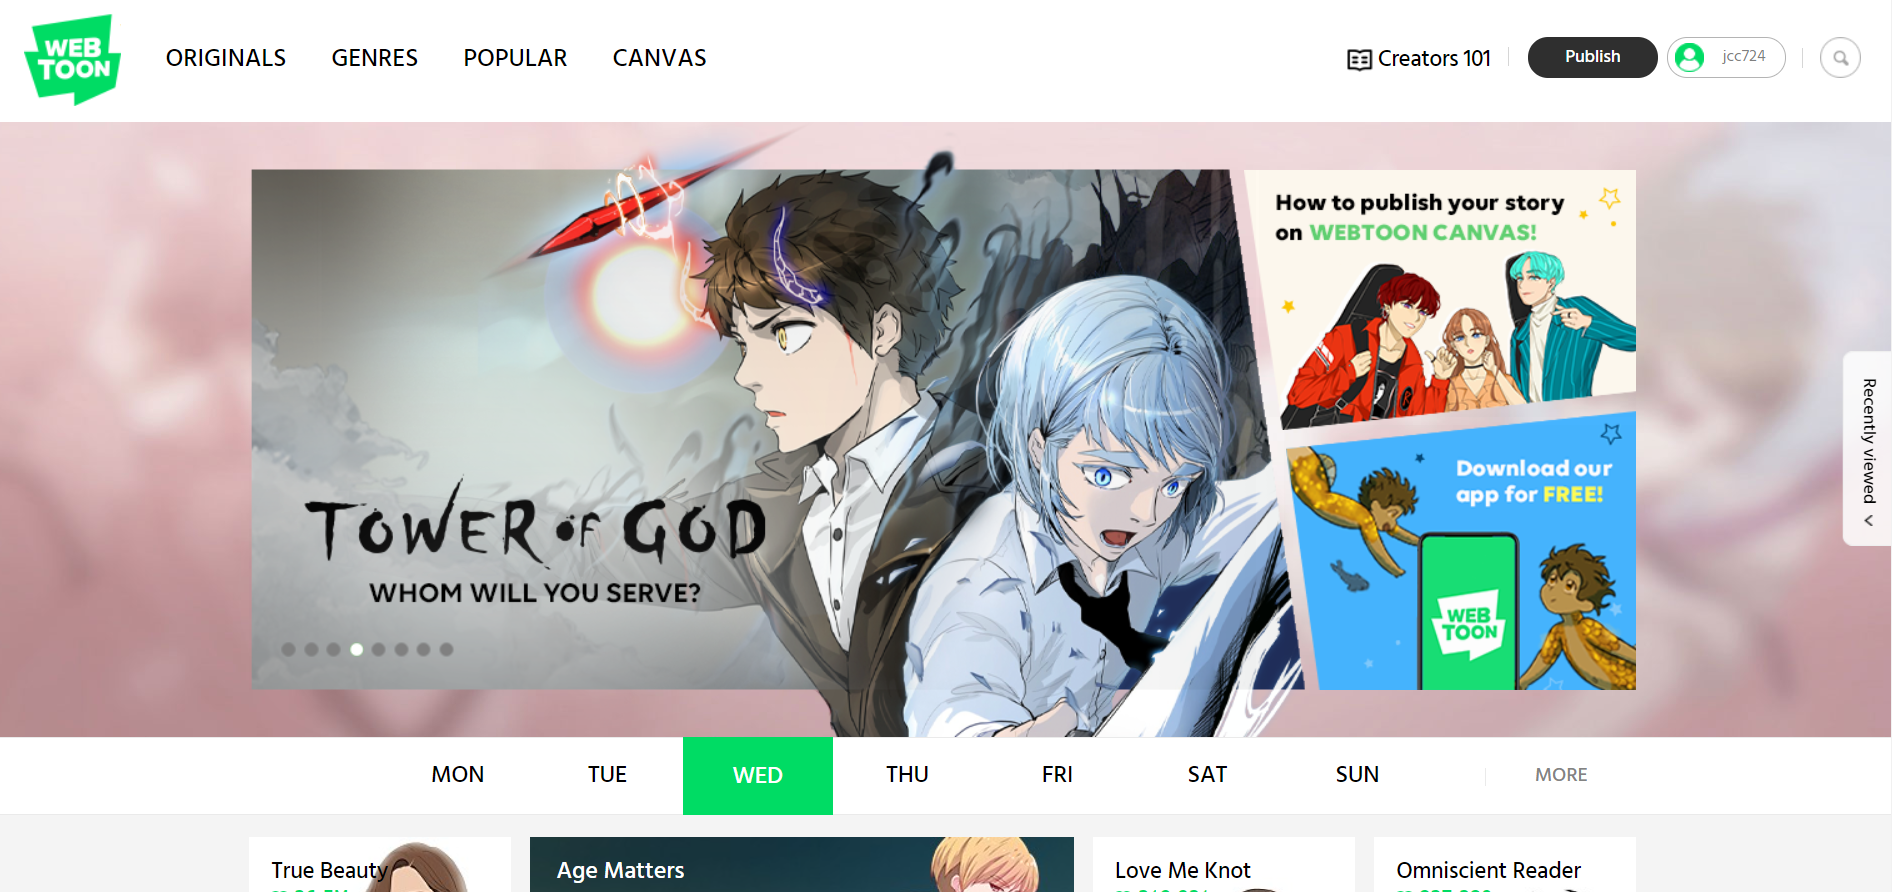 WEB
TOON
ORIGINALS
GENRES
POPULAR
CANVAS
Creators 101
Publish
jcc724
How to publish your story
on WEBTOON CANVAS!
TOWER OF GOD
WHOM WILL YOU SERVE?
Download our
app for FREE!
WEB
TOON
Recently viewed
MON
TUE
WED
THU
FRI
SAT
SUN
MORE
True Beauty
Age Matters
Love Me Knot
Omniscient Reader